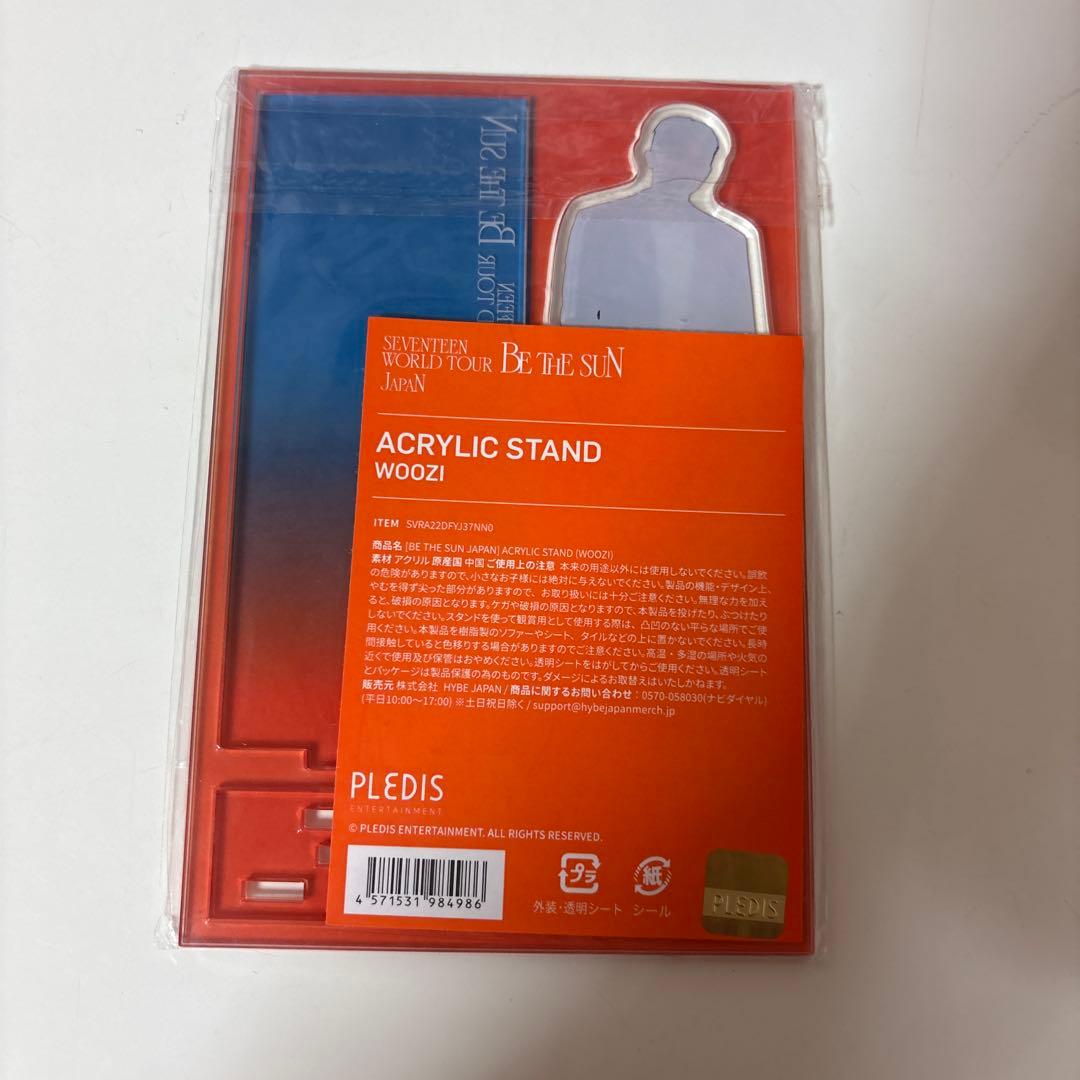 BE THE SUN
TOUR BE THE SUN
SEVENTEEN
WORLD TOUR BE THE SUN
JAPAN
ACRYLIC STAND
WOOZI
ITEM SVRA22DFYJ37NN0
商品名 [BE THE SUN JAPAN] ACRYLIC STAND (WOOZI)
素材 アクリル 原産国 中国 ご使用上の注意 本来の用途以外には使用しないでください。誤飲
の危険がありますので、小さなお子様には絶対に与えないでください。製品の機能・デザイン上、
やむを得ず尖った部分がありますので、お取り扱いには十分ご注意ください。無理な力を加え
ると、破損の原因となります。ケガや破損の原因となりますので、本製品を投げたり、ぶつけたり
しないでください。スタンドを使って観賞用として使用する際は、凸凹のない平らな場所でご使
用ください。本製品を樹脂製のソファーやシート、タイルなどの上に置かないでください。長時
間接触していると色移りする場合がありますのでご注意ください。高温・多湿の場所や火気の
近くで使用及び保管はおやめください。透明シートをはがしてからご使用ください。透明シート
とパッケージは製品保護の為のものです。ダメージによるお取替えはいたしかねます。
販売元 株式会社 HYBE JAPAN / 商品に関するお問い合わせ:0570-058030(ナビダイヤル)
(平日10:00~17:00) ※土日祝日除く / support@hybejapanmerch.jp
PLEDIS
ENTERTAINMENT
© PLEDIS ENTERTAINMENT. ALL RIGHTS RESERVED.
4 571531 984986
プラ
外装・透明シート
紙
シール
PLEDIS